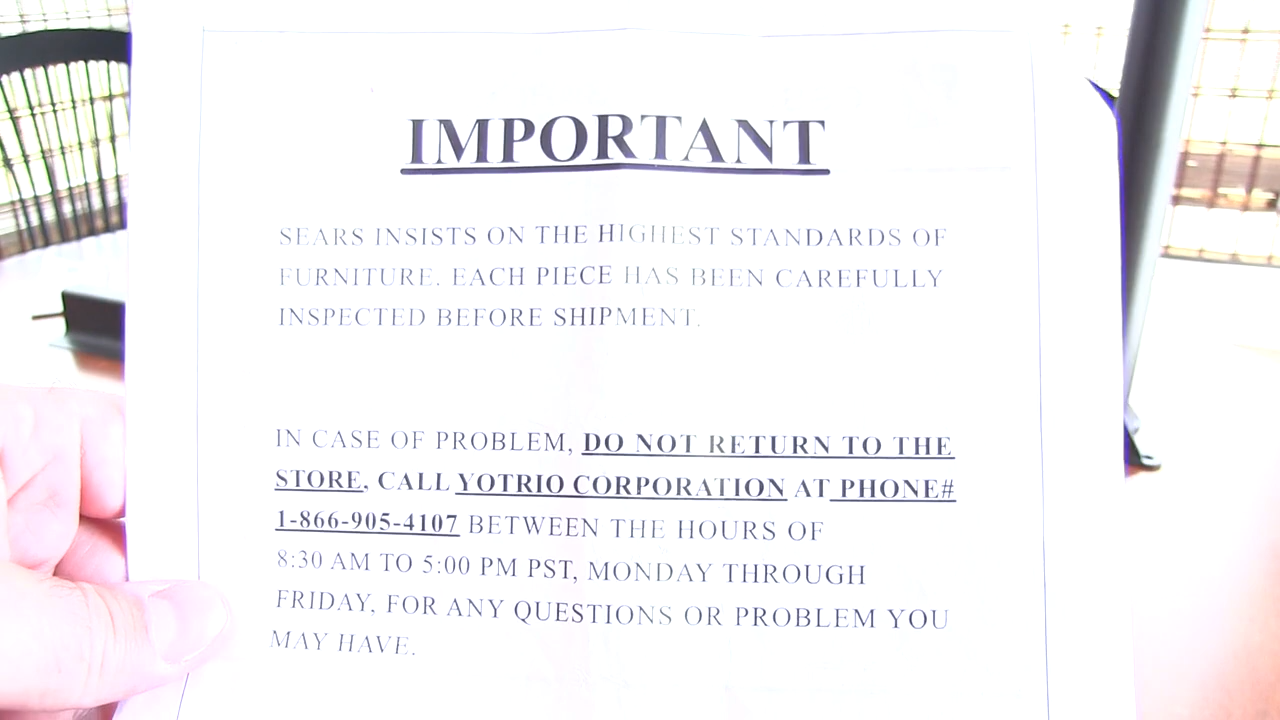 IMPORTANT
SEARS INSISTS ON THE HIGHEST STANDARDS OF
FURNITURE. EACH PIECE HAS BEEN CAREFULLY
INSPECTED BEFORE SHIPMENT.
IN CASE OF PROBLEM, DO NOT RETURN TO THE
STORE, CALL YOTRIO CORPORATION AT PHONE#
1-866-905-4107 BETWEEN THE HOURS OF
8:30 AM TO 5:00 PM PST, MONDAY THROUGH
FRIDAY, FOR ANY QUESTIONS OR PROBLEM YOU
MAY HAVE.